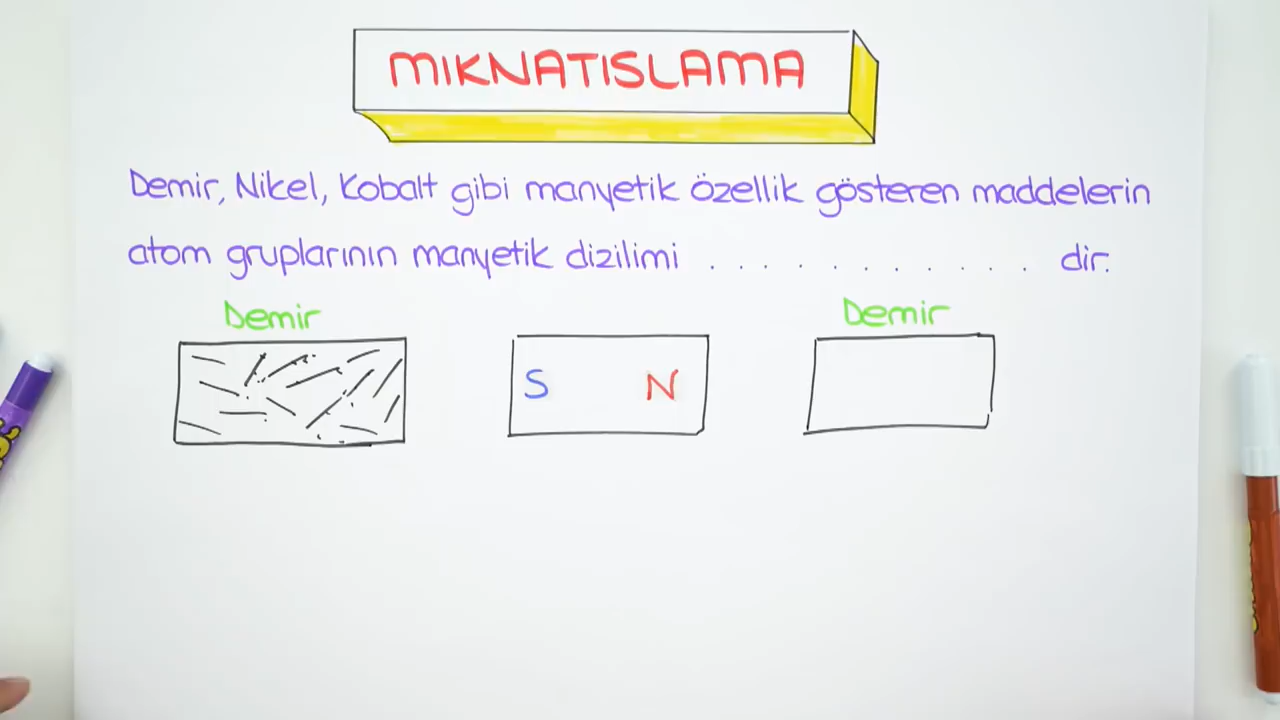 MIKNATISLAMA
Demir, Nikel, Kobalt gibi manyetik özellik gösteren maddelerin
atom gruplarının manyetik dizilimi . . . . . . . . . . . . dir.
Demir
Demir
S N